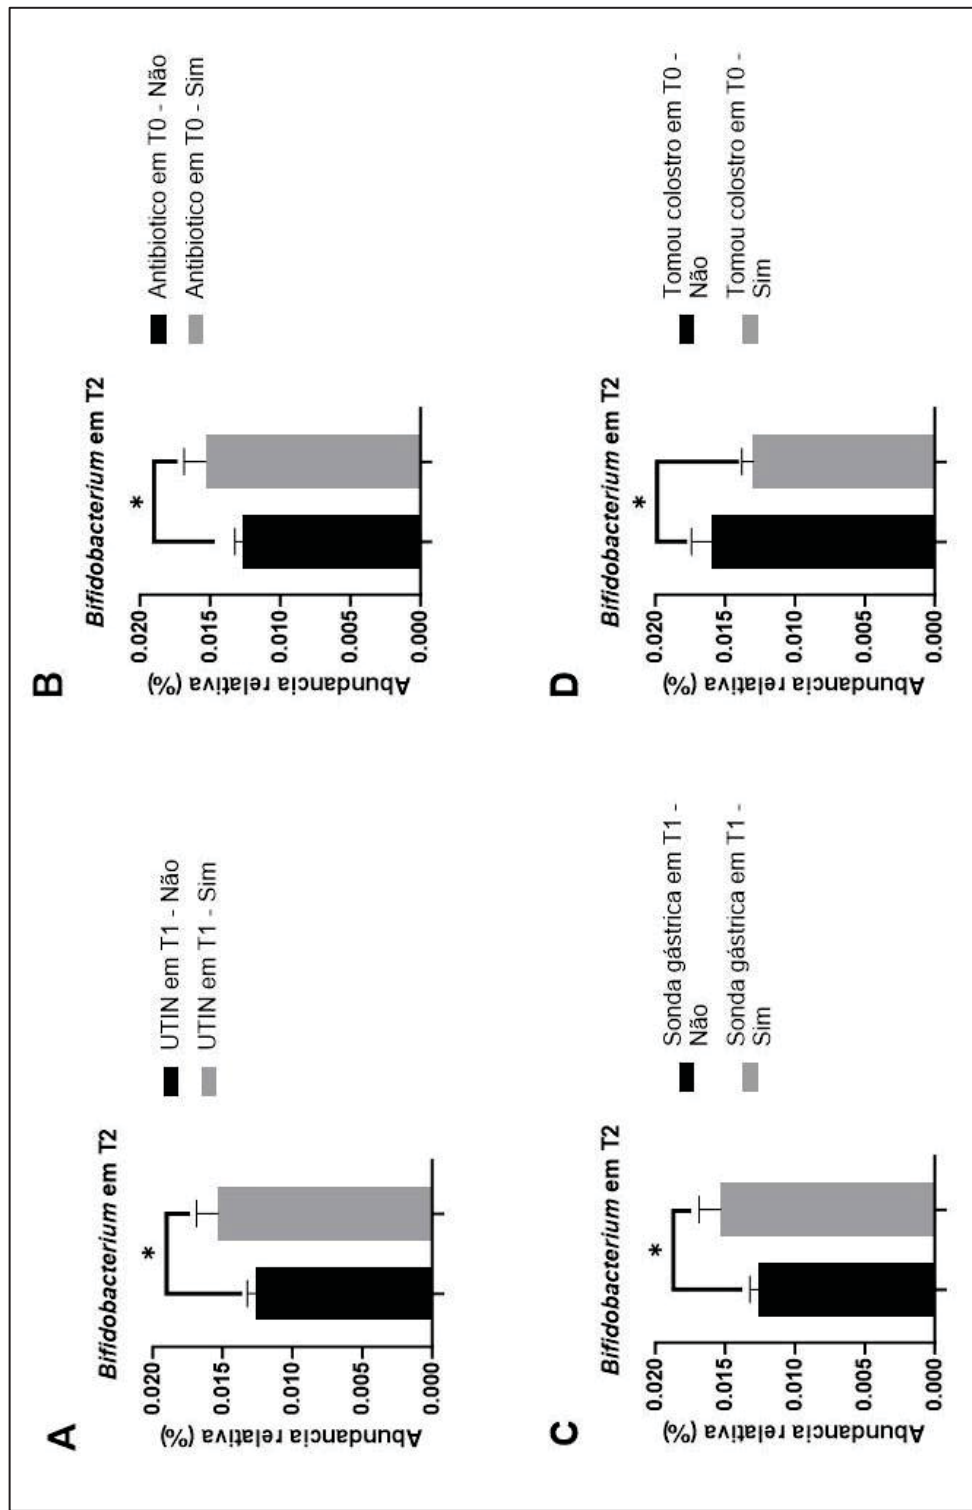 A
Bifidobacterium em T2
*
Abundancia relativa (%)
0.020
0.015
0.010
0.005
0.000
UTIN em T1 - Não
UTIN em T1 - Sim
B
Bifidobacterium em T2
*
Abundancia relativa (%)
0.020
0.015
0.010
0.005
0.000
Antibiotico em T0 - Não
Antibiotico em T0 - Sim
C
Bifidobacterium em T2
*
Abundancia relativa (%)
0.020
0.015
0.010
0.005
0.000
Sonda gástrica em T1 -
Não
Sonda gástrica em T1 -
Sim
D
Bifidobacterium em T2
*
Abundancia relativa (%)
0.020
0.015
0.010
0.005
0.000
Tomou colostro em T0 -
Não
Tomou colostro em T0 -
Sim